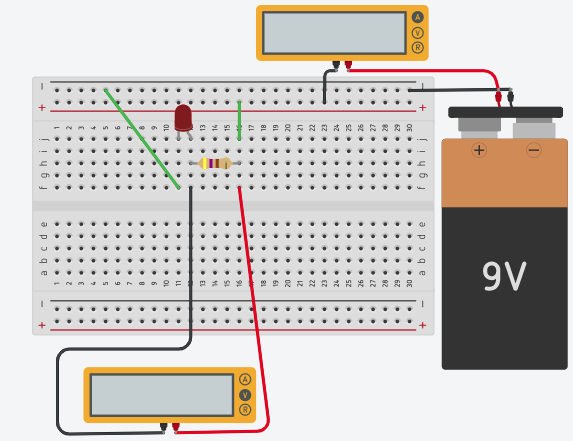 A
V
R
− −
+ +
1 2 3 4 5 6 7 8 9 10 11 12 13 14 15 16 17 18 19 20 21 22 23 24 25 26 27 28 29 30
j j
i i
h h
g g
f f
+ −
e e
d d
c c
b b
a a
9V
1 2 3 4 5 6 7 8 9 10 11 12 13 14 15 16 17 18 19 20 21 22 23 24 25 26 27 28 29 30
− −
+ +
A
V
R